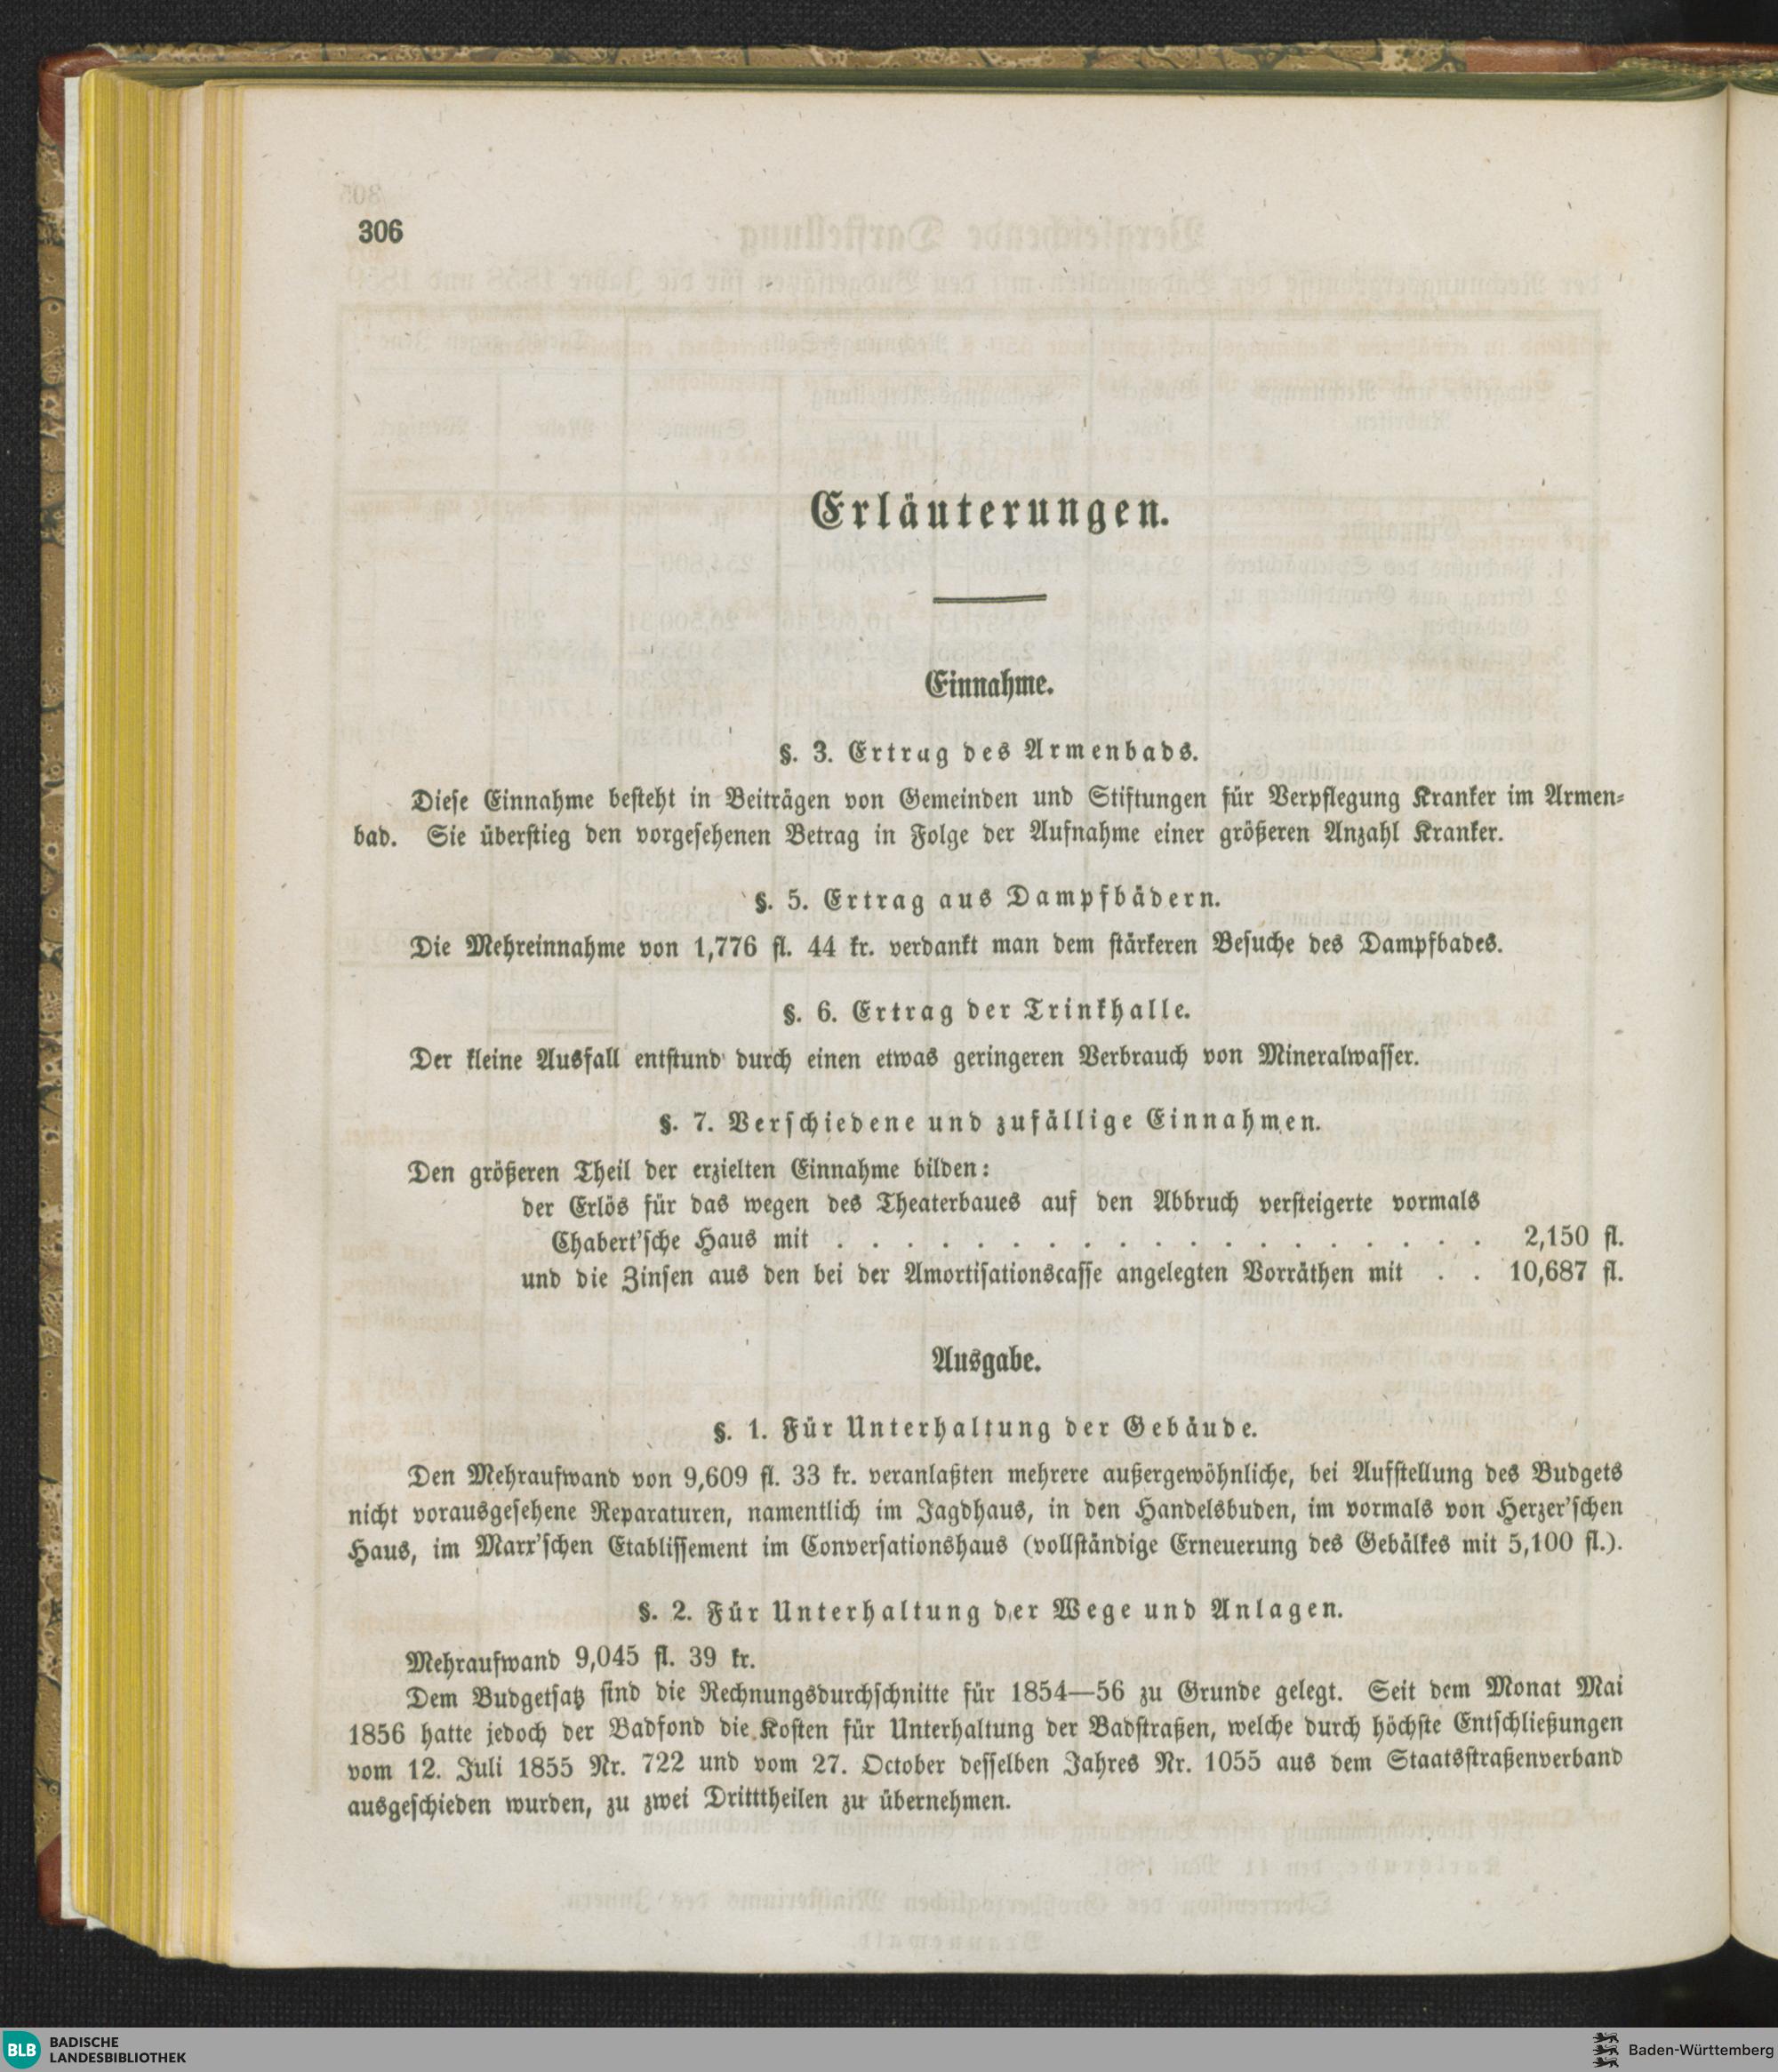 306
Erläuterungen.
Einnahme.
§. 3. Ertrag des Armenbads.
Diese Einnahme besteht in Beiträgen von Gemeinden und Stiftungen für Verpflegung Kranker im Armen-
bad. Sie überstieg den vorgesehenen Betrag in Folge der Aufnahme einer größeren Anzahl Kranker.
§. 5. Ertrag aus Dampfbädern.
Die Mehreinnahme von 1,776 fl. 44 kr. verdankt man dem stärkeren Besuche des Dampfbades.
§. 6. Ertrag der Trinkhalle.
Der kleine Ausfall entstund durch einen etwas geringeren Verbrauch von Mineralwasser.
§. 7. Verschiedene und zufällige Einnahmen.
Den größeren Theil der erzielten Einnahme bilden:
der Erlös für das wegen des Theaterbaues auf den Abbruch versteigerte vormals
Chabert'sche Haus mit . . . . . . . . . . . . . . . . . . . 2,150 fl.
und die Zinsen aus den bei der Amortisationscasse angelegten Vorräthen mit . . 10,687 fl.
Ausgabe.
§. 1. Für Unterhaltung der Gebäude.
Den Mehraufwand von 9,609 fl. 33 kr. veranlaßten mehrere außergewöhnliche, bei Aufstellung des Budgets
nicht vorausgesehene Reparaturen, namentlich im Jagdhaus, in den Handelsbuden, im vormals von Herzer'schen
Haus, im Marx'schen Etablissement im Conversationshaus (vollständige Erneuerung des Gebälkes mit 5,100 fl.).
§. 2. Für Unterhaltung der Wege und Anlagen.
Mehraufwand 9,045 fl. 39 kr.
Dem Budgetsatz sind die Rechnungsdurchschnitte für 1854—56 zu Grunde gelegt. Seit dem Monat Mai
1856 hatte jedoch der Badfond die Kosten für Unterhaltung der Badstraßen, welche durch höchste Entschließungen
vom 12. Juli 1855 Nr. 722 und vom 27. October desselben Jahres Nr. 1055 aus dem Staatsstraßenverband
ausgeschieden wurden, zu zwei Dritttheilen zu übernehmen.
BLB BADISCHE
LANDESBIBLIOTHEK
Baden-Württemberg